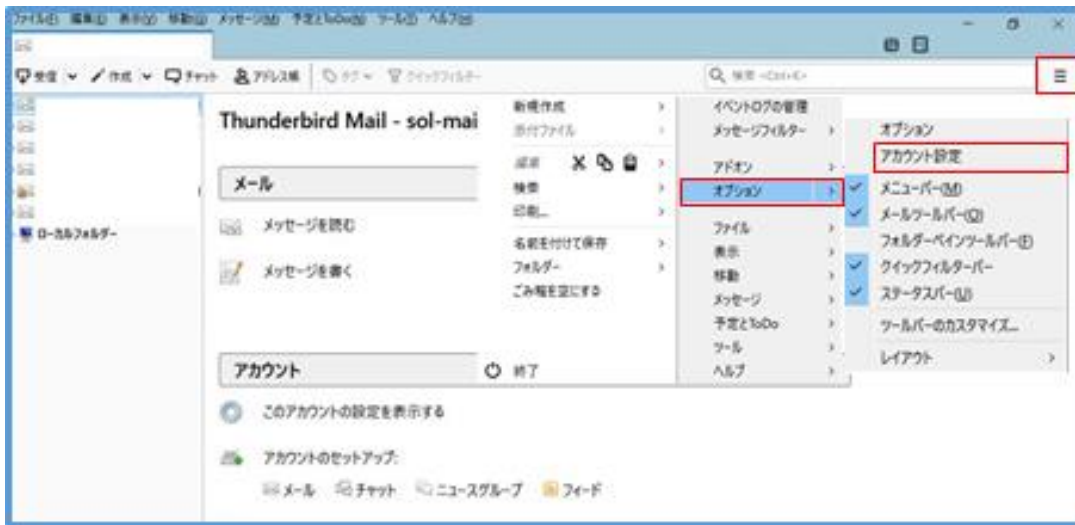 ファイル(F) 編集(E) 表示(V) 移動(G) メッセージ(M) 予定とToDo(N) ツール(T) ヘルプ(H)
受信 作成 チャット アドレス帳 タグ クイックフィルター 検索 <Ctrl+K>
Thunderbird Mail - sol-mai
メール
メッセージを読む
メッセージを書く
ローカルフォルダー
アカウント
このアカウントの設定を表示する
アカウントのセットアップ:
メール チャット ニュースグループ フィード
新規作成
添付ファイル
編集
検索
印刷...
名前を付けて保存
フォルダー
ごみ箱を空にする
終了
イベントログの管理
メッセージフィルター
アドオン
オプション
ファイル
表示
移動
メッセージ
予定とToDo
ツール
ヘルプ
オプション
アカウント設定
メニューバー(M)
メールツールバー(O)
フォルダーペインツールバー(F)
クイックフィルターバー
ステータスバー(U)
ツールバーのカスタマイズ...
レイアウト